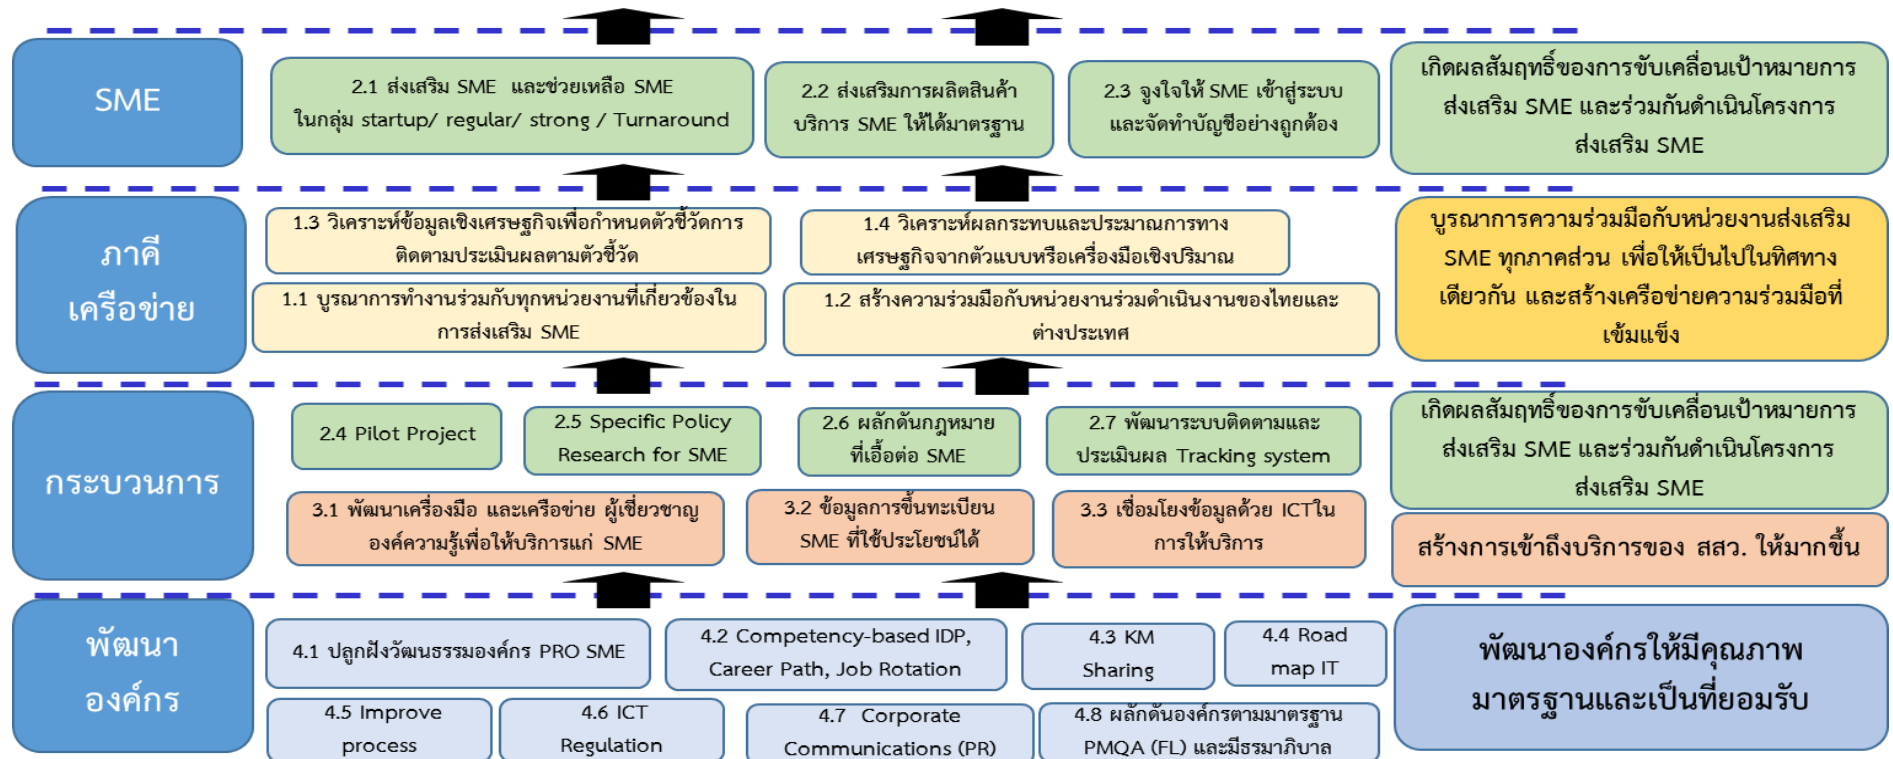 SME
2.1 ส่งเสริม SME และช่วยเหลือ SME
ในกลุ่ม startup/ regular/ strong / Turnaround
2.2 ส่งเสริมการผลิตสินค้า
บริการ SME ให้ได้มาตรฐาน
2.3 จูงใจให้ SME เข้าสู่ระบบ
และจัดทำบัญชีอย่างถูกต้อง
เกิดผลสัมฤทธิ์ของการขับเคลื่อนเป้าหมายการ
ส่งเสริม SME และร่วมกันดำเนินโครงการ
ส่งเสริม SME
ภาคี
เครือข่าย
1.3 วิเคราะห์ข้อมูลเชิงเศรษฐกิจเพื่อกำหนดตัวชี้วัดการ
ติดตามประเมินผลตามตัวชี้วัด
1.4 วิเคราะห์ผลกระทบและประมาณการทาง
เศรษฐกิจจากตัวแบบหรือเครื่องมือเชิงปริมาณ
1.1 บูรณาการทำงานร่วมกับทุกหน่วยงานที่เกี่ยวข้องใน
การส่งเสริม SME
1.2 สร้างความร่วมมือกับหน่วยงานร่วมดำเนินงานของไทยและ
ต่างประเทศ
บูรณาการความร่วมมือกับหน่วยงานส่งเสริม
SME ทุกภาคส่วน เพื่อให้เป็นไปในทิศทาง
เดียวกัน และสร้างเครือข่ายความร่วมมือที่
เข้มแข็ง
กระบวนการ
2.4 Pilot Project
2.5 Specific Policy
Research for SME
2.6 ผลักดันกฎหมาย
ที่เอื้อต่อ SME
2.7 พัฒนาระบบติดตามและ
ประเมินผล Tracking system
3.1 พัฒนาเครื่องมือ และเครือข่าย ผู้เชี่ยวชาญ
องค์ความรู้เพื่อให้บริการแก่ SME
3.2 ข้อมูลการขึ้นทะเบียน
SME ที่ใช้ประโยชน์ได้
3.3 เชื่อมโยงข้อมูลด้วย ICTใน
การให้บริการ
เกิดผลสัมฤทธิ์ของการขับเคลื่อนเป้าหมายการ
ส่งเสริม SME และร่วมกันดำเนินโครงการ
ส่งเสริม SME
สร้างการเข้าถึงบริการของ สสว. ให้มากขึ้น
พัฒนา
องค์กร
4.1 ปลูกฝังวัฒนธรรมองค์กร PRO SME
4.2 Competency-based IDP,
Career Path, Job Rotation
4.3 KM
Sharing
4.4 Road
map IT
4.5 Improve
process
4.6 ICT
Regulation
4.7 Corporate
Communications (PR)
4.8 ผลักดันองค์กรตามมาตรฐาน
PMQA (FL) และมีธรมาภิบาล
พัฒนาองค์กรให้มีคุณภาพ
มาตรฐานและเป็นที่ยอมรับ